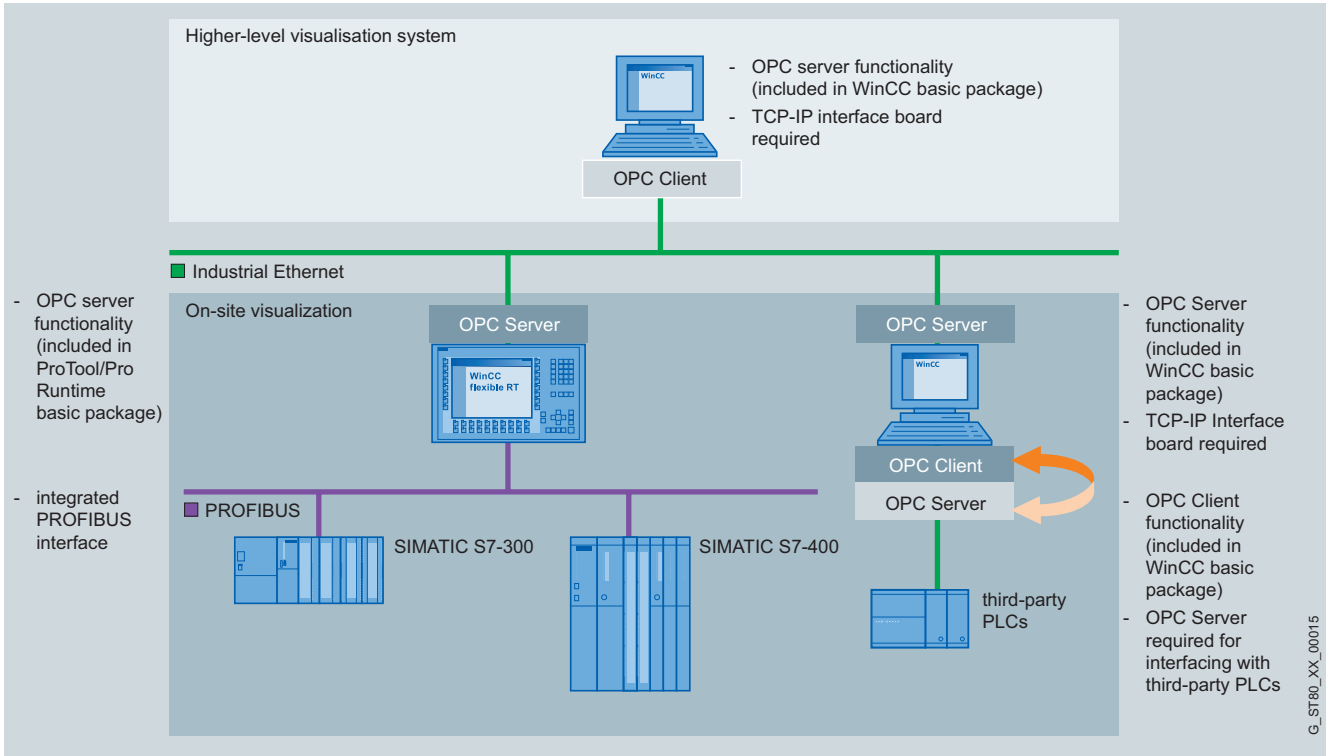 Higher-level visualisation system
WinCC
- OPC server functionality
(included in WinCC basic package)
- TCP-IP interface board
required
OPC Client
Industrial Ethernet
- OPC server
functionality
(included in
ProTool/Pro
Runtime
basic package)
- integrated
PROFIBUS
interface
On-site visualization
OPC Server
WinCC
flexible RT
PROFIBUS
SIMATIC S7-300
SIMATIC S7-400
OPC Server
WinCC
OPC Client
OPC Server
third-party
PLCs
- OPC Server
functionality
(included in
WinCC basic
package)
- TCP-IP Interface
board required
- OPC Client
functionality
(included in
WinCC basic
package)
- OPC Server
required for
interfacing with
third-party PLCs
G_ST80_XX_00015